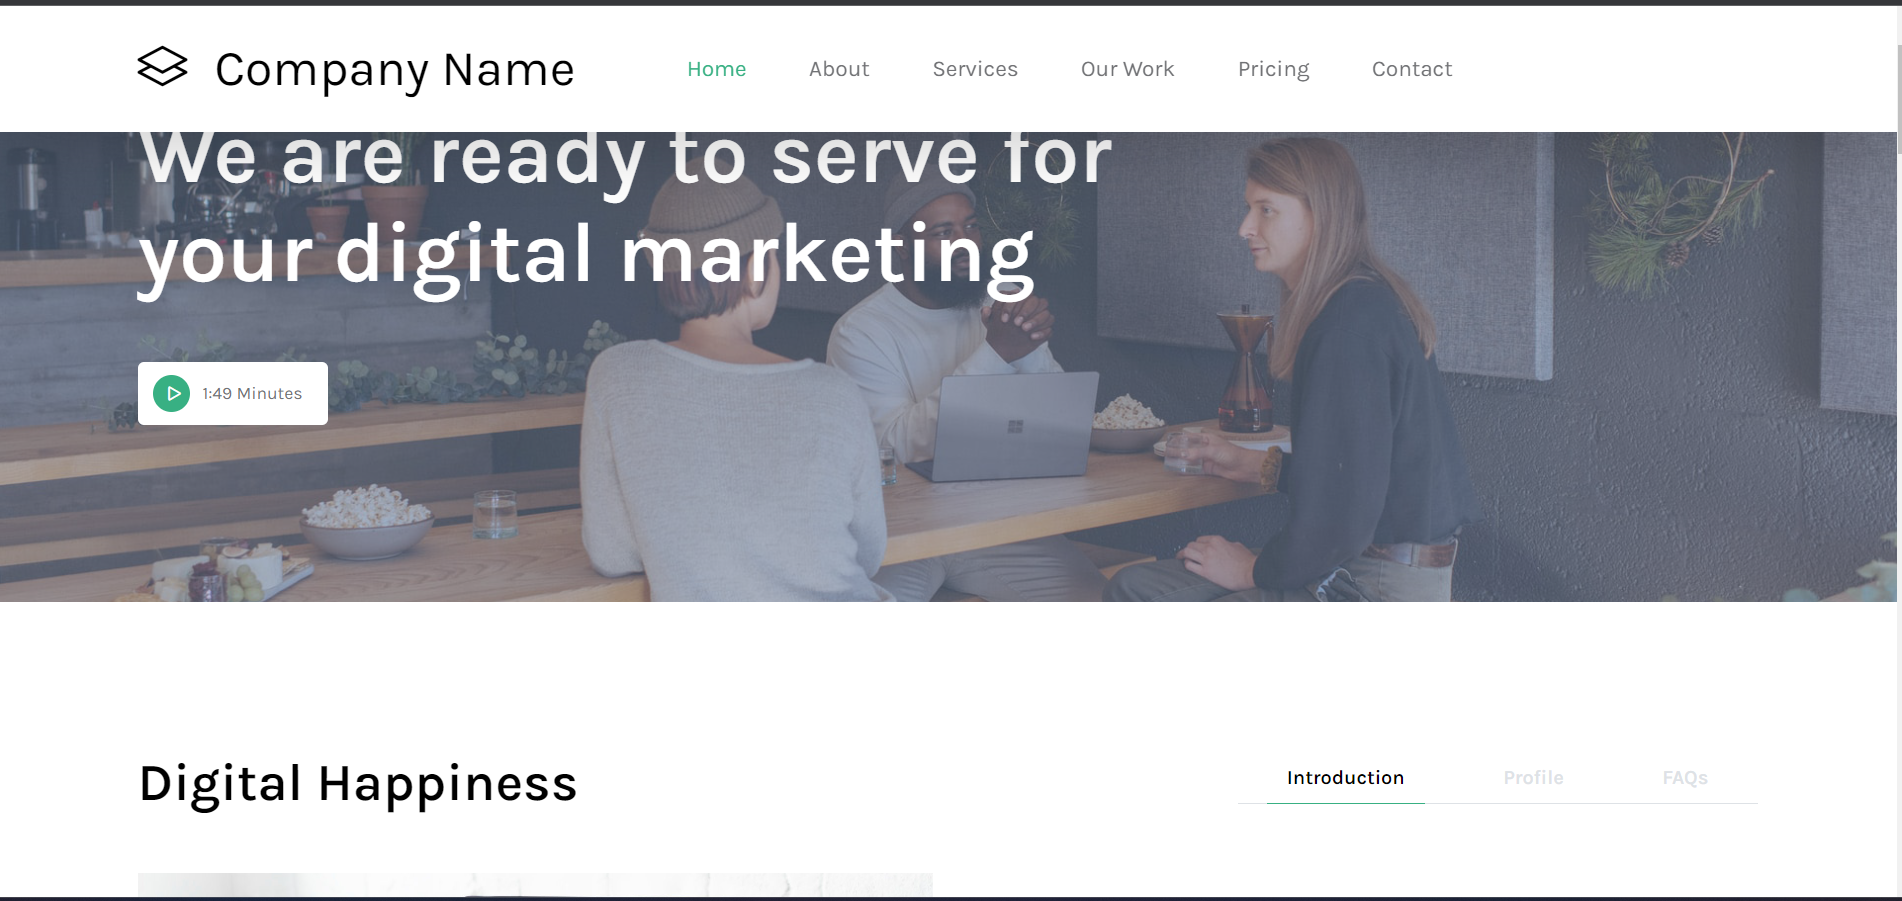 Company Name
Home About Services Our Work Pricing Contact
We are ready to serve for
your digital marketing
1:49 Minutes
Digital Happiness
Introduction Profile FAQs